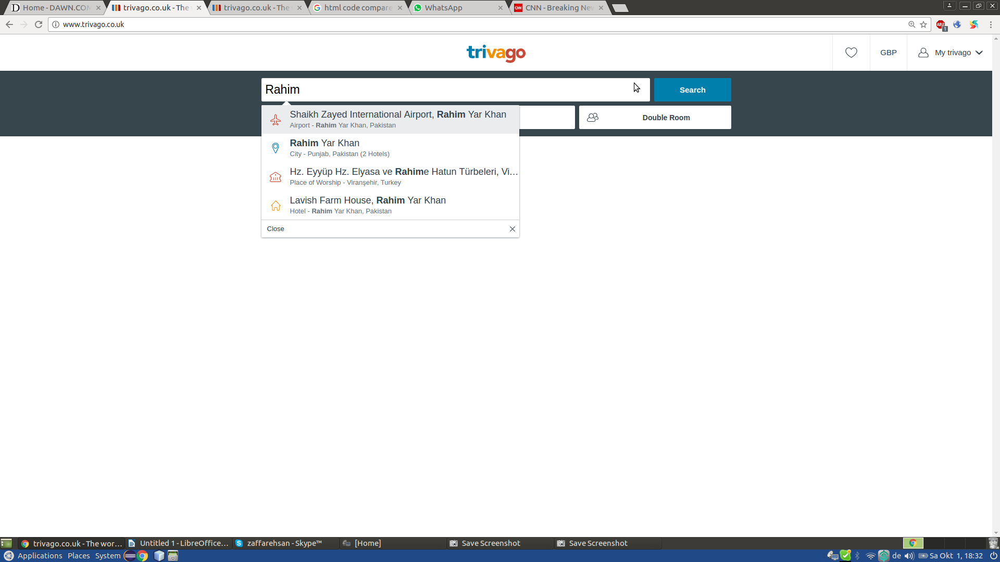 Home - DAWN.COM
trivago.co.uk - The
trivago.co.uk - The
html code compare
WhatsApp
CNN - Breaking New
www.trivago.co.uk
ABP
1
trivago
GBP
My trivago
Rahim
Search
Shaikh Zayed International Airport, Rahim Yar Khan
Airport - Rahim Yar Khan, Pakistan
Double Room
Rahim Yar Khan
City - Punjab, Pakistan (2 Hotels)
Hz. Eyyüp Hz. Elyasa ve Rahime Hatun Türbeleri, Vi...
Place of Worship - Viranşehir, Turkey
Lavish Farm House, Rahim Yar Khan
Hotel - Rahim Yar Khan, Pakistan
Close
trivago.co.uk - The wor...
Untitled 1 - LibreOffice...
zaffarehsan - Skype™
[Home]
Save Screenshot
Save Screenshot
Applications Places System
de
Sa Okt 1, 18:32